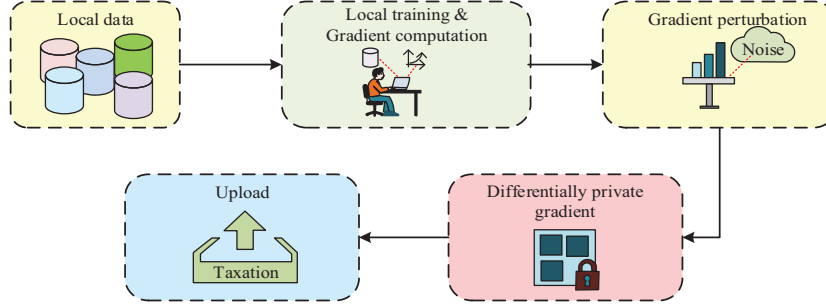 Local data
Local training &
Gradient computation
Gradient perturbation
Noise
Upload
Taxation
Differentially private
gradient